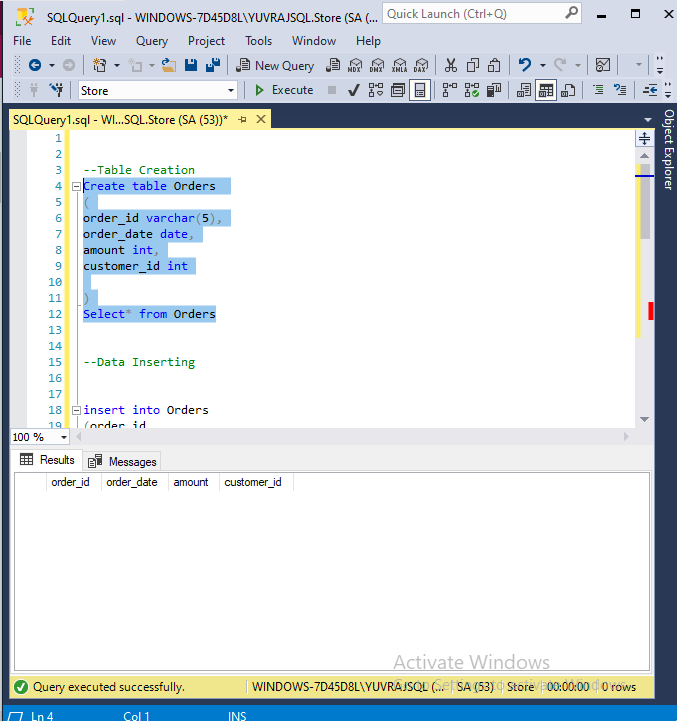 SQLQuery1.sql - WINDOWS-7D45D8L\YUVRAJSQL.Store (SA (...
Quick Launch (Ctrl+Q)
File Edit View Query Project Tools Window Help
New Query MDX DMX XMLA DAX
Store Execute
SQLQuery1.sql - WI...SQL.Store (SA (53))*
Object Explorer
1
2
3 --Table Creation
4 Create table Orders
5 (
6 order_id varchar(5),
7 order_date date,
8 amount int,
9 customer_id int
10
11 )
12 Select* from Orders
13
14
15 --Data Inserting
16
17
18 insert into Orders
19 (order_id
100 %
Results Messages
order_id order_date amount customer_id
Activate Windows
Query executed successfully. WINDOWS-7D45D8L\YUVRAJSQL (... SA (53) Store 00:00:00 0 rows
Ln 4 Col 1 INS